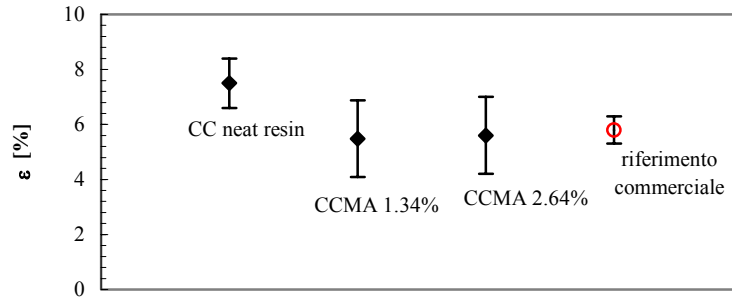 10
8
6
4
2
0
ε [%]
CC neat resin
CCMA 1.34%
CCMA 2.64%
riferimento
commerciale